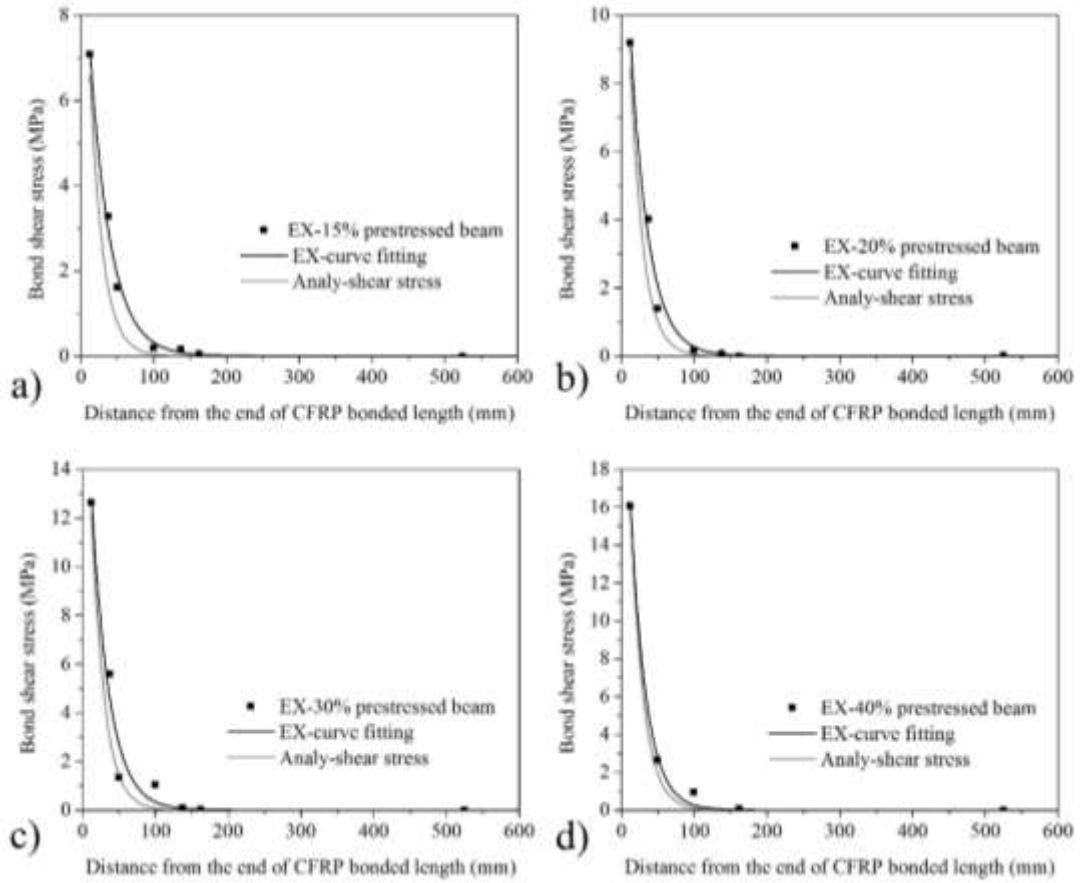 8
6
4
2
0
Bond shear stress (MPa)
EX-15% prestressed beam
EX-curve fitting
Analy-shear stress
0 100 200 300 400 500 600
a)
Distance from the end of CFRP bonded length (mm)
10
8
6
4
2
0
Bond shear stress (MPa)
EX-20% prestressed beam
EX-curve fitting
Analy-shear stress
0 100 200 300 400 500 600
b)
Distance from the end of CFRP bonded length (mm)
14
12
10
8
6
4
2
0
Bond shear stress (MPa)
EX-30% prestressed beam
EX-curve fitting
Analy-shear stress
0 100 200 300 400 500 600
c)
Distance from the end of CFRP bonded length (mm)
18
16
14
12
10
8
6
4
2
0
Bond shear stress (MPa)
EX-40% prestressed beam
EX-curve fitting
Analy-shear stress
0 100 200 300 400 500 600
d)
Distance from the end of CFRP bonded length (mm)